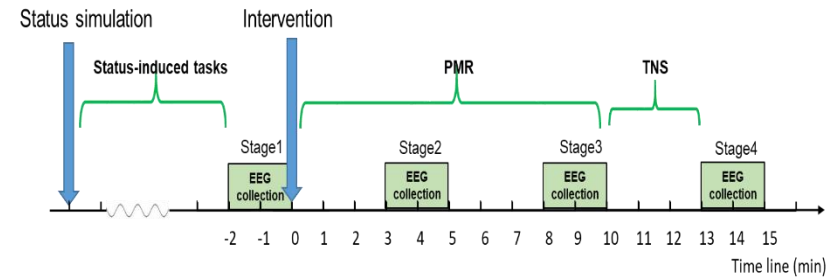 Status simulation
Intervention
Status-induced tasks
PMR
TNS
Stage1
Stage2
Stage3
Stage4
EEG
collection
EEG
collection
EEG
collection
EEG
collection
-2 -1 0 1 2 3 4 5 6 7 8 9 10 11 12 13 14 15
Time line (min)